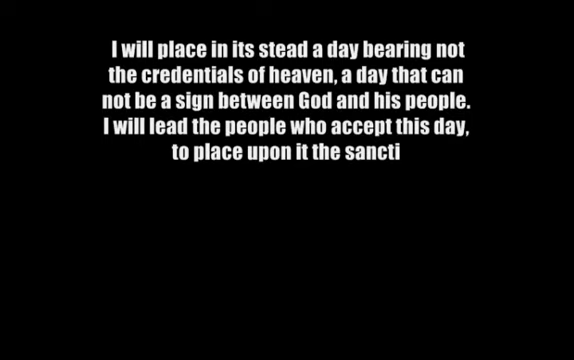 I will place in its stead a day bearing not
the credentials of heaven, a day that can
not be a sign between God and his people.
I will lead the people who accept this day,
to place upon it the sancti